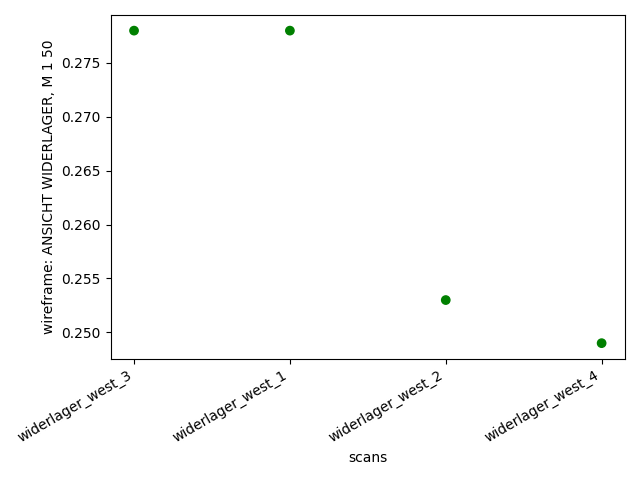 wireframe: ANSICHT WIDERLAGER, M 1 50
0.275
0.270
0.265
0.260
0.255
0.250
widerlager_west_3
widerlager_west_1
widerlager_west_2
widerlager_west_4
scans